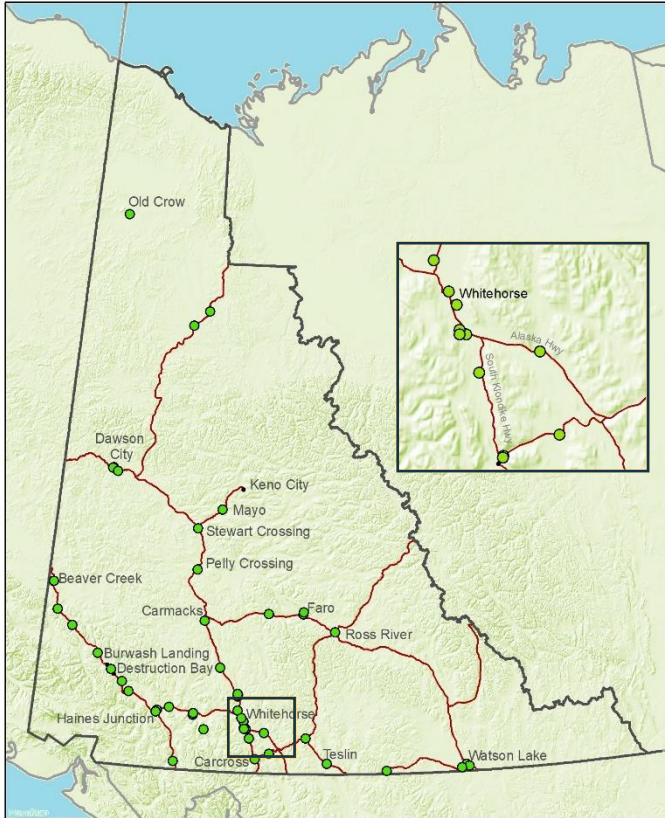 Old Crow
Whitehorse
Alaska Hwy
South Klondike Hwy
Dawson
City
Keno City
Mayo
Stewart Crossing
Pelly Crossing
Beaver Creek
Carmacks
Faro
Ross River
Burwash Landing
Destruction Bay
Haines Junction
Whitehorse
Carcross
Teslin
Watson Lake